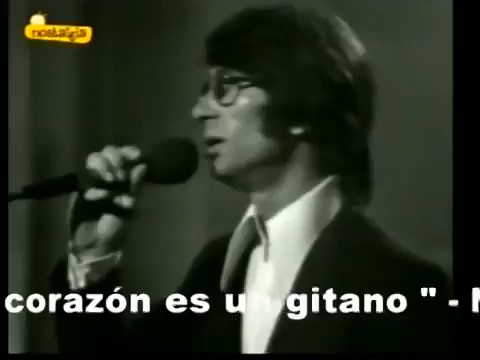 nostalgia
corazón es un gitano " -